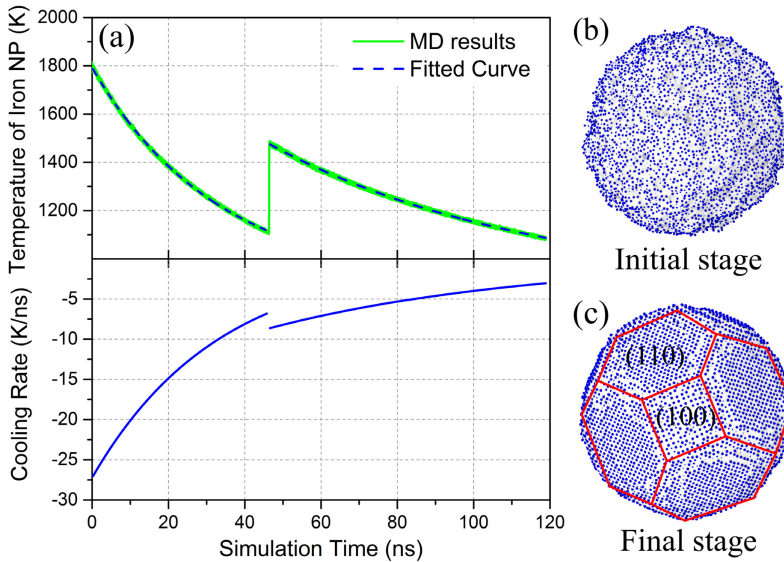 (a)
MD results
Fitted Curve
Temperature of Iron NP (K)
2000
1800
1600
1400
1200
Cooling Rate (K/ns)
-5
-10
-15
-20
-25
-30
0
20
40
60
80
100
120
Simulation Time (ns)
(b)
Initial stage
(c)
(110)
(100)
Final stage